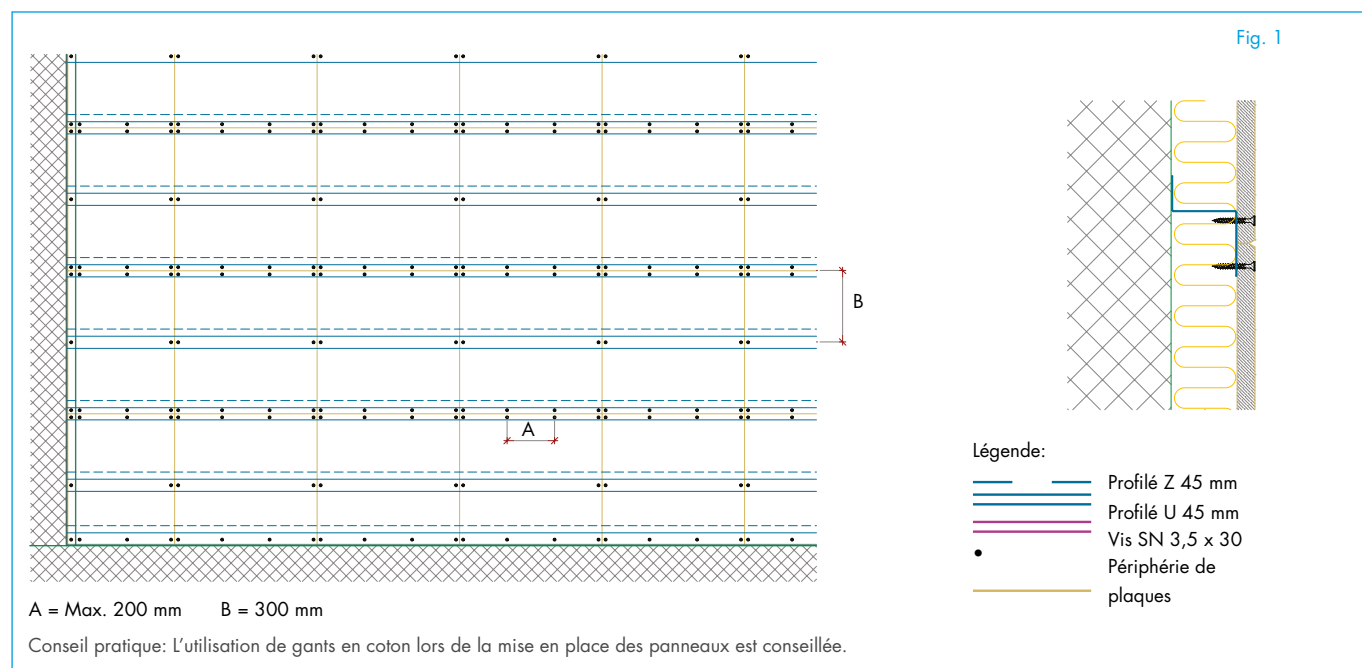 Fig. 1
B
A
A = Max. 200 mm B = 300 mm
Conseil pratique: L’utilisation de gants en coton lors de la mise en place des panneaux est conseillée.
Légende:
Profilé Z 45 mm
Profilé U 45 mm
Vis SN 3,5 x 30
Périphérie de
plaques